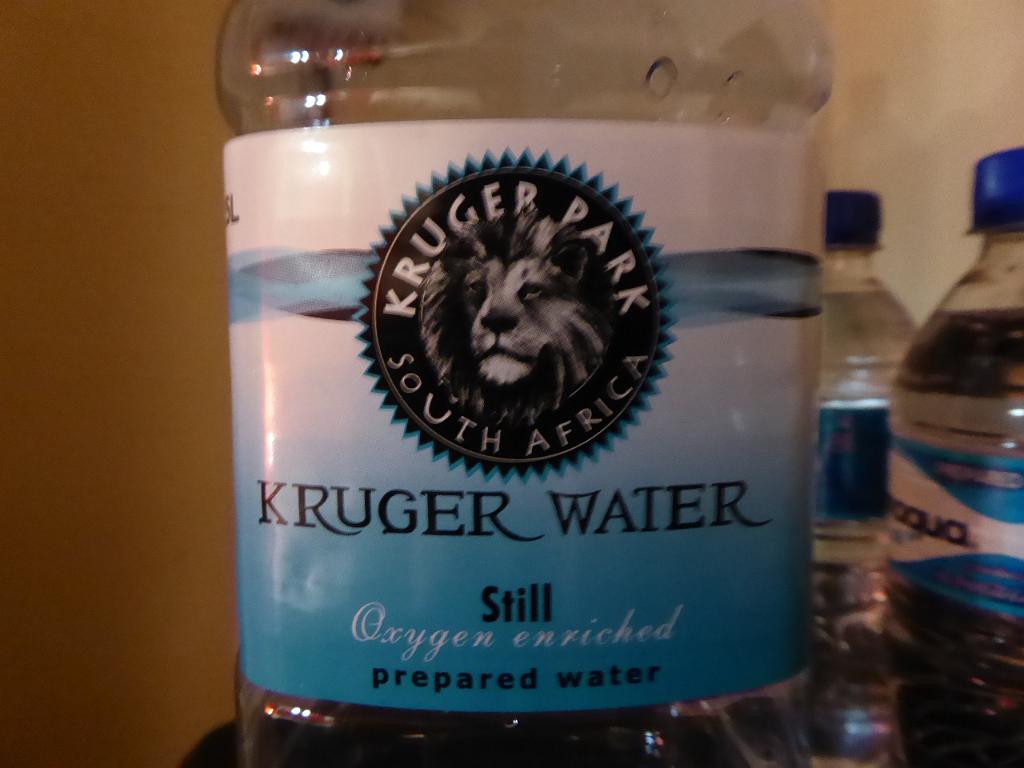 KRUGER PARK
SOUTH AFRICA
KRUGER WATER
Still
Oxygen enriched
prepared water